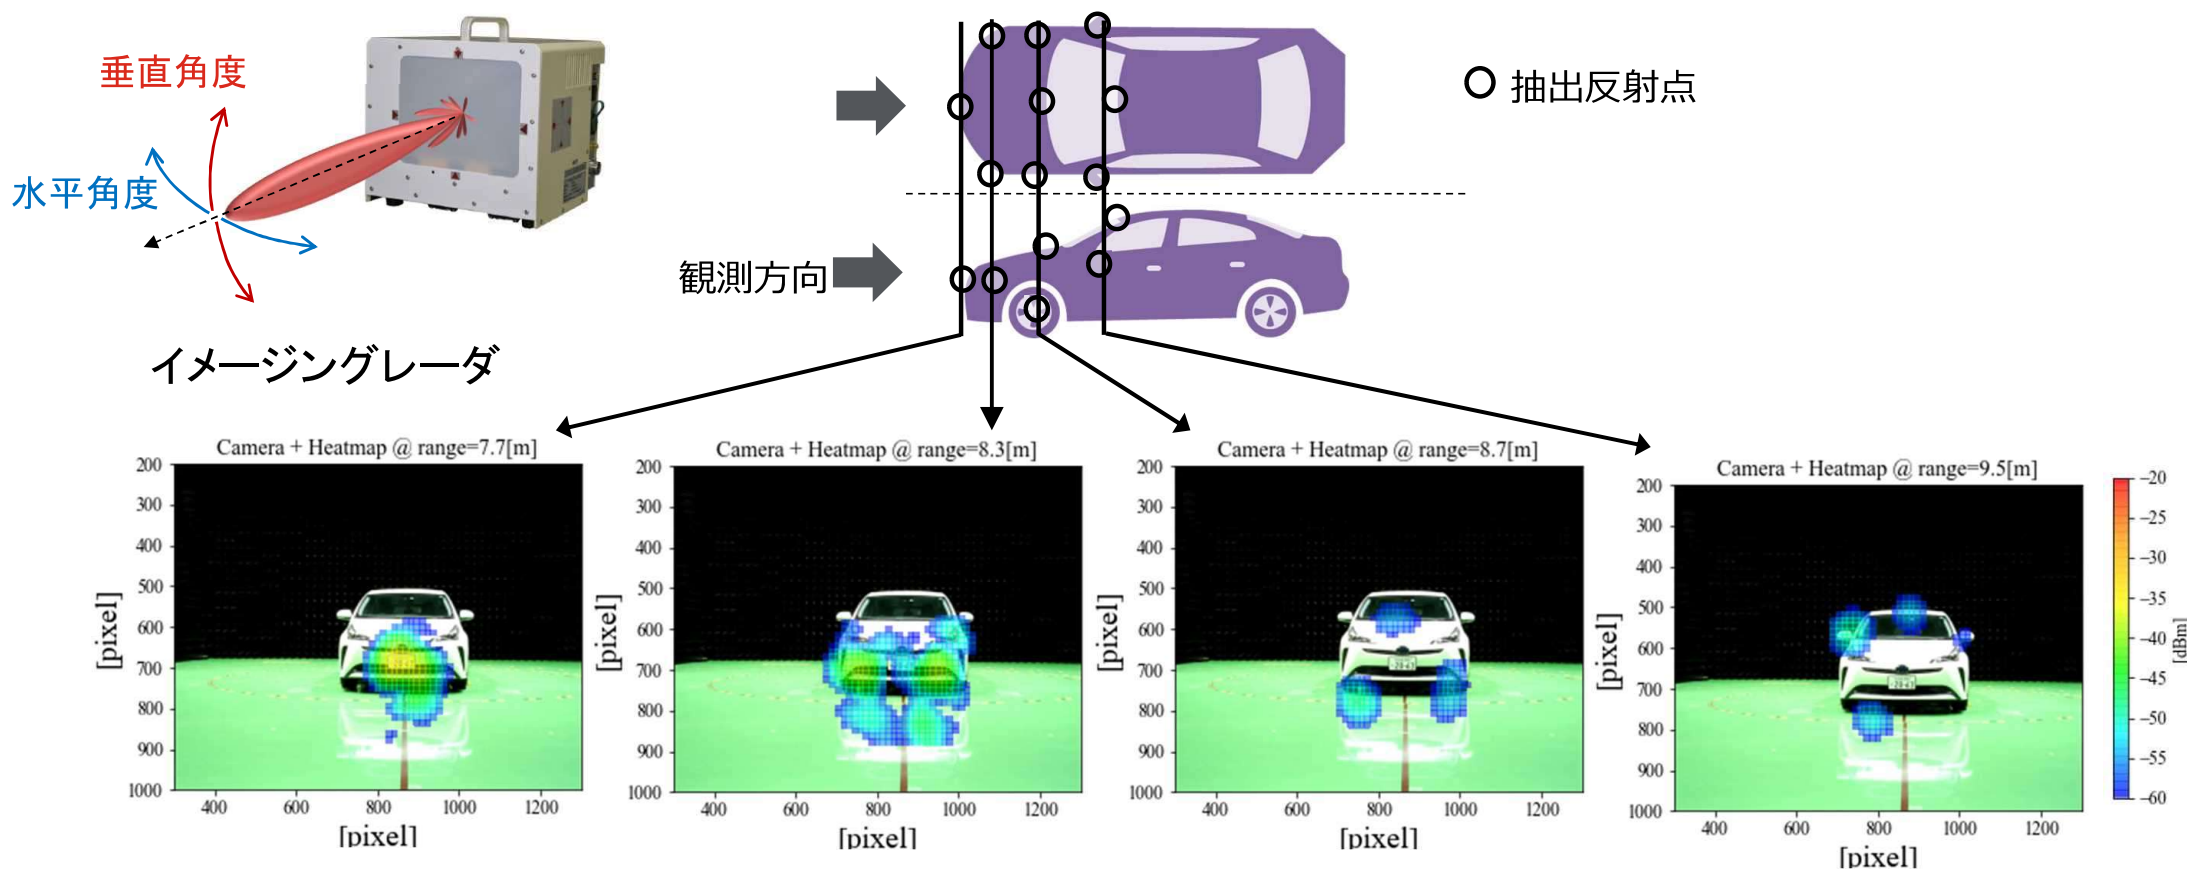 垂直角度
水平角度
イメージングレーダ
抽出反射点
観測方向
Camera + Heatmap @ range=7.7[m]
200
300
400
500
600
700
800
900
1000
[pixel]
400 600 800 1000 1200
[pixel]
Camera + Heatmap @ range=8.3[m]
200
300
400
500
600
700
800
900
1000
[pixel]
400 600 800 1000 1200
[pixel]
Camera + Heatmap @ range=8.7[m]
200
300
400
500
600
700
800
900
1000
[pixel]
400 600 800 1000 1200
[pixel]
Camera + Heatmap @ range=9.5[m]
200
300
400
500
600
700
800
900
1000
[pixel]
400 600 800 1000 1200
[pixel]
−20
−25
−30
−35
−40
−45
−50
−55
−60
[dBm]